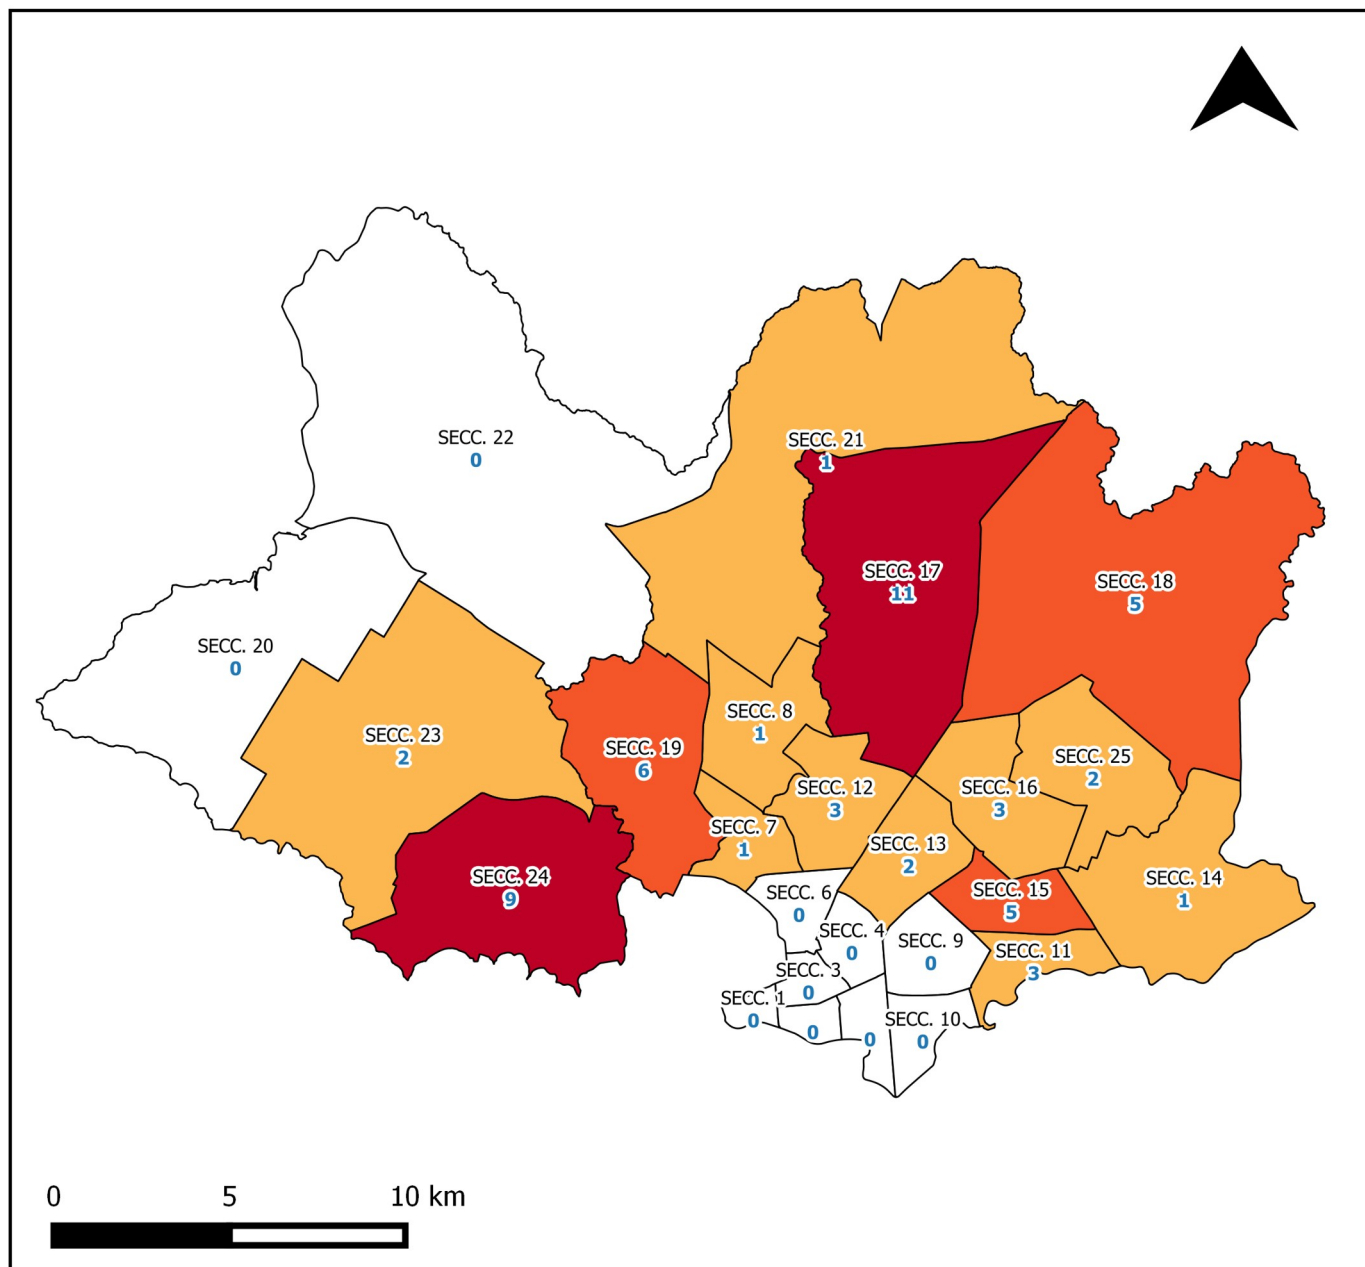 SECC. 22
0
SECC. 21
1
SECC. 17
11
SECC. 18
5
SECC. 20
0
SECC. 23
2
SECC. 19
6
SECC. 8
1
SECC. 12
3
SECC. 16
3
SECC. 25
2
SECC. 7
1
SECC. 13
2
SECC. 24
9
SECC. 6
0
SECC. 15
5
SECC. 14
1
SECC. 4
0
SECC. 9
0
SECC. 11
3
SECC. 3
0
SECC. 1
0
0
0
SECC. 10
0
0 5 10 km